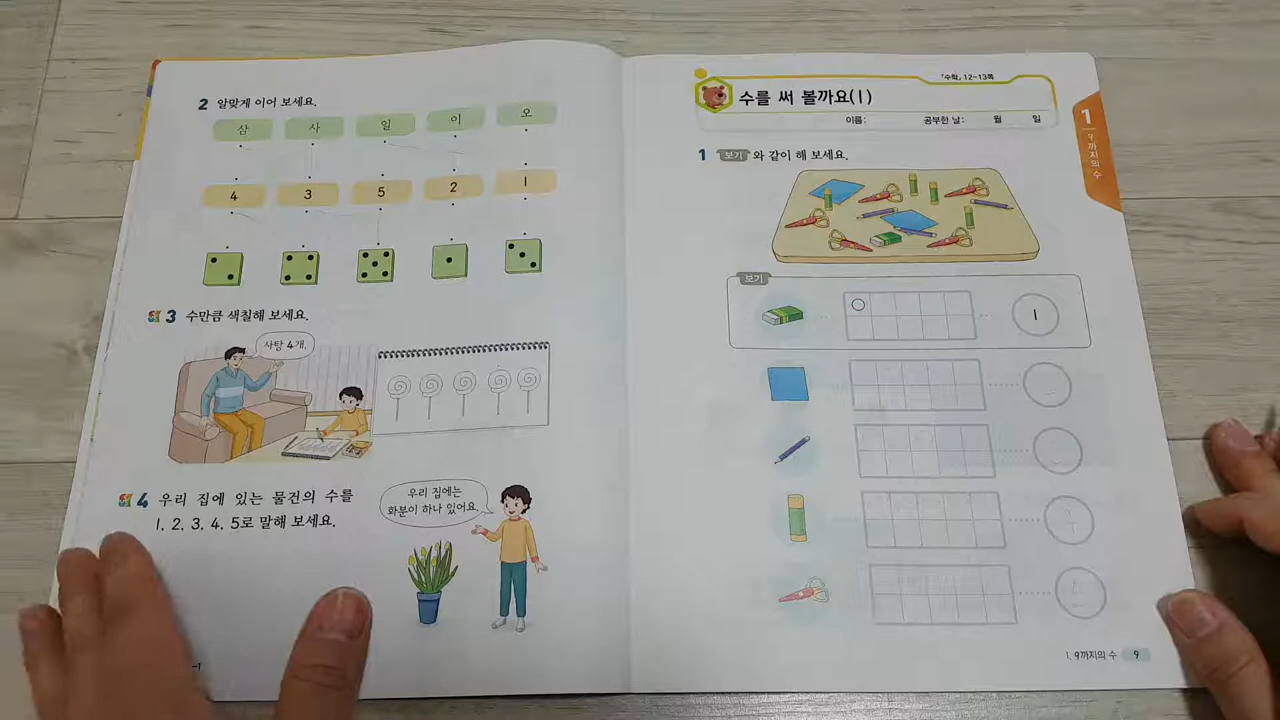 2 알맞게 이어 보세요.
삼 사 일 이 오
4 3 5 2 1
3 수만큼 색칠해 보세요.
사탕 4개.
4 우리 집에 있는 물건의 수를
1, 2, 3, 4, 5로 말해 보세요.
우리 집에는
화분이 하나 있어요.
「수학」 12~13쪽
수를 써 볼까요(1)
이름: 공부한 날: 월 일
1 보기 와 같이 해 보세요.
보기
1
1
9까지의 수
1. 9까지의 수 9